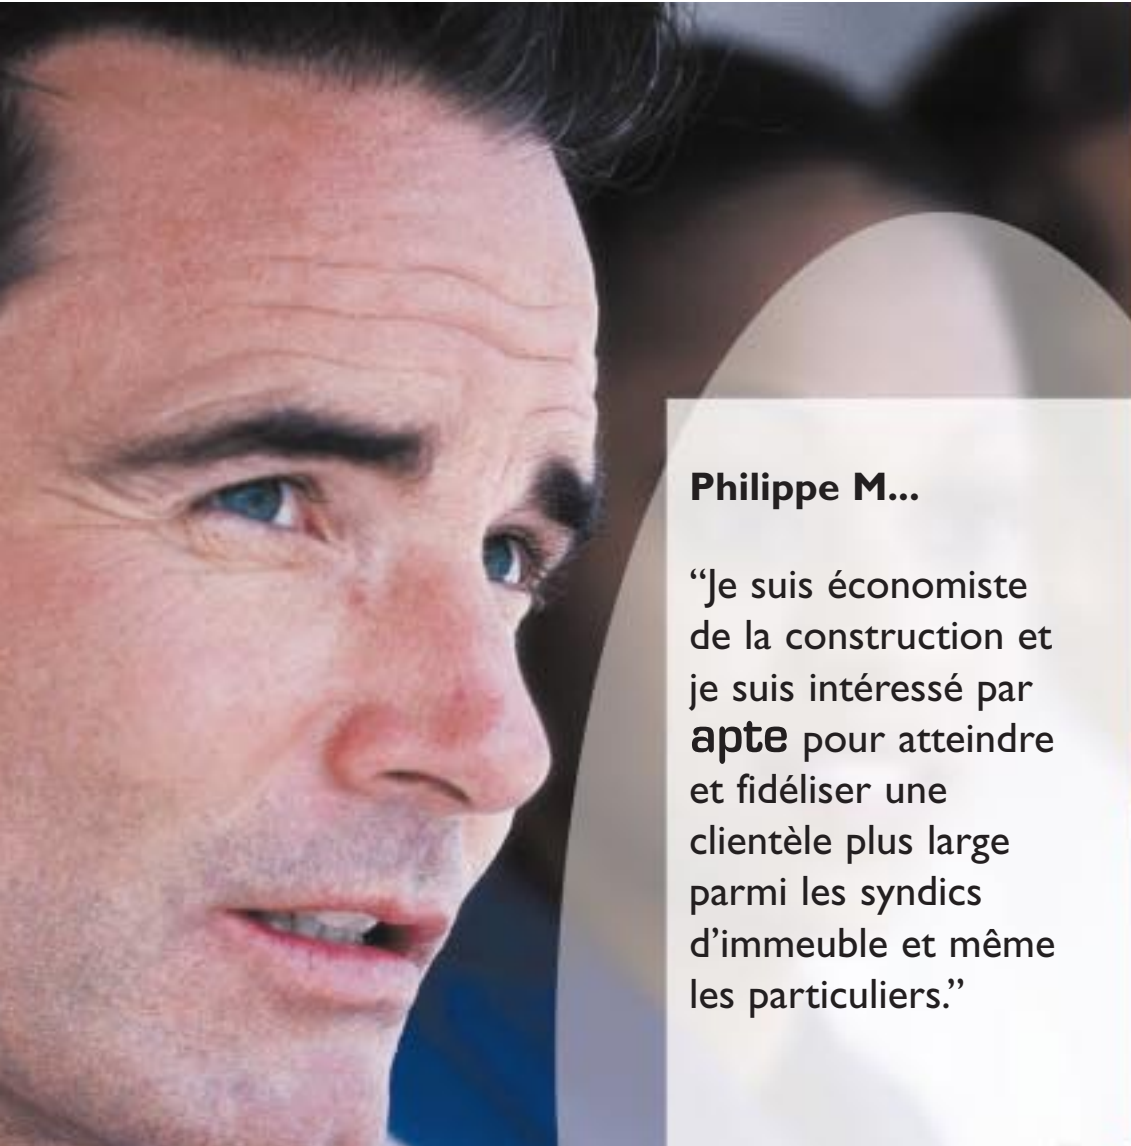 Philippe M...
“Je suis économiste
de la construction et
je suis intéressé par
apte pour atteindre
et fidéliser une
clientèle plus large
parmi les syndics
d’immeuble et même
les particuliers.”